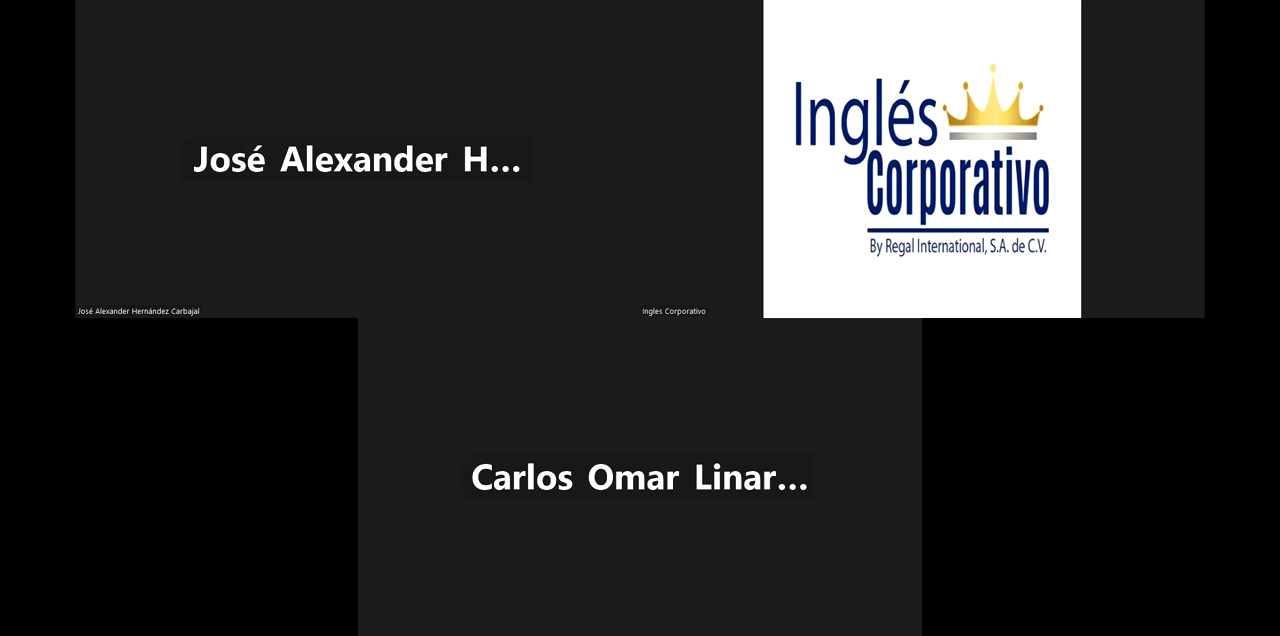 José Alexander H...
José Alexander Hernández Carbajal
Inglés
Corporativo
By Regal International, S.A. de C.V.
Ingles Corporativo
Carlos Omar Linar...